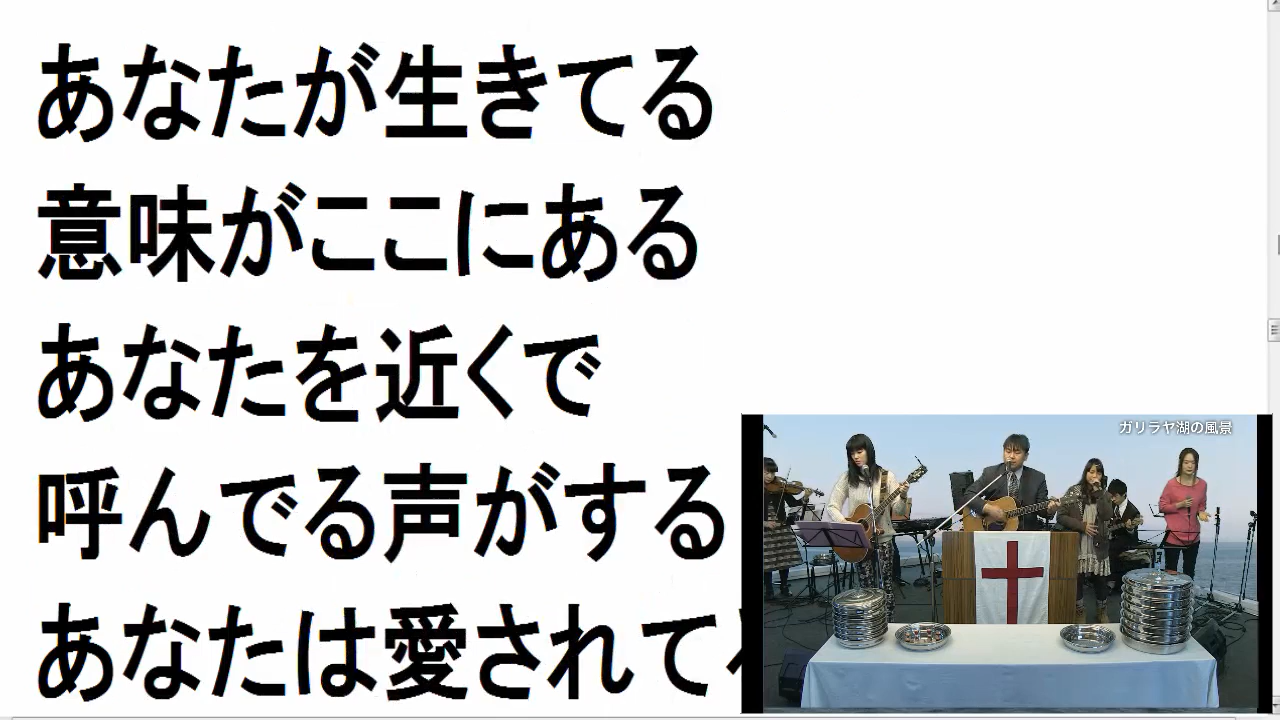 あなたが生きてる
意味がここにある
あなたを近くで
呼んでる声がする
あなたは愛されて
ガリラヤ湖の風景